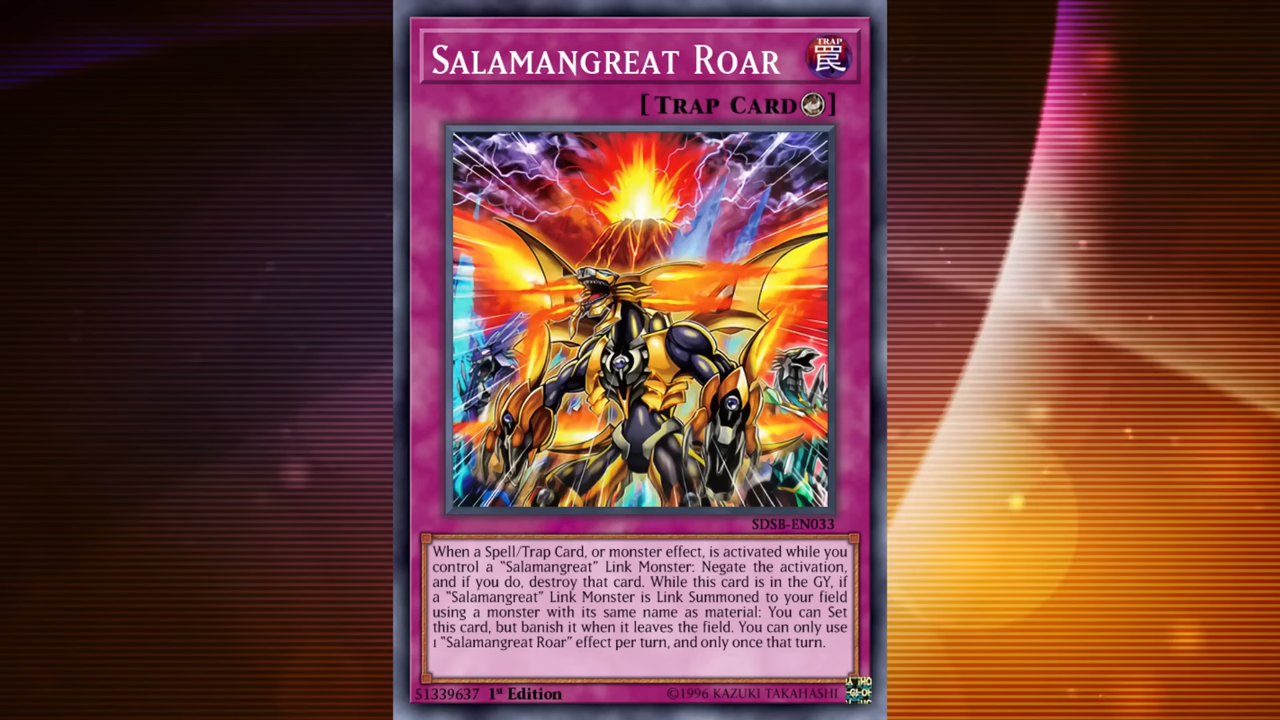 SALAMANGREAT ROAR
TRAP
罠
[ TRAP CARD ]
SDSB-EN033
When a Spell/Trap Card, or monster effect, is activated while you
control a "Salamangreat" Link Monster: Negate the activation,
and if you do, destroy that card. While this card is in the GY, if
a "Salamangreat" Link Monster is Link Summoned to your field
using a monster with its same name as material: You can Set
this card, but banish it when it leaves the field. You can only use
1 "Salamangreat Roar" effect per turn, and only once that turn.
51339637 1st Edition ©1996 KAZUKI TAKAHASHI